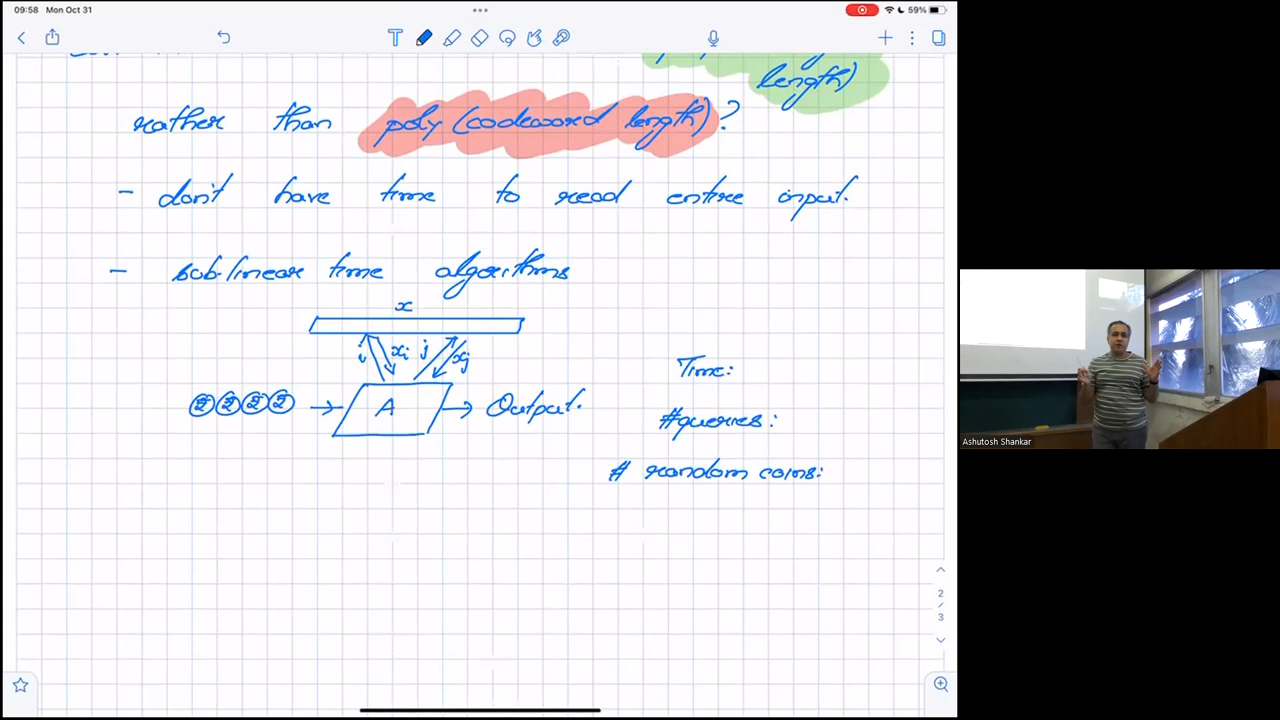 09:58 Mon Oct 31
59%
length)
rather than poly (codeword length)?
- don't have time to read entire input.
- sub-linear time algorithms
x
i xi j xj
Time:
₹ ₹ ₹ ₹ → A → Output.
#queries:
# random coins:
Ashutosh Shankar
2
3